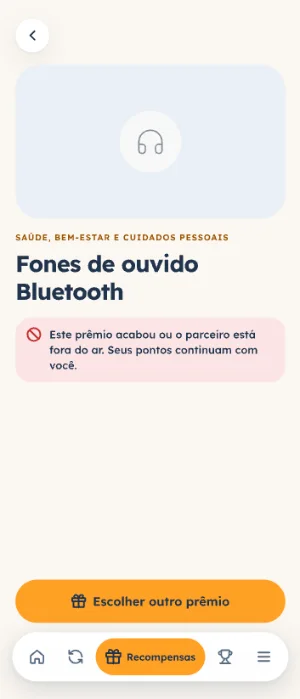 SAÚDE, BEM-ESTAR E CUIDADOS PESSOAIS
Fones de ouvido
Bluetooth
Este prêmio acabou ou o parceiro está
fora do ar. Seus pontos continuam com
você.
Escolher outro prêmio
Recompensas